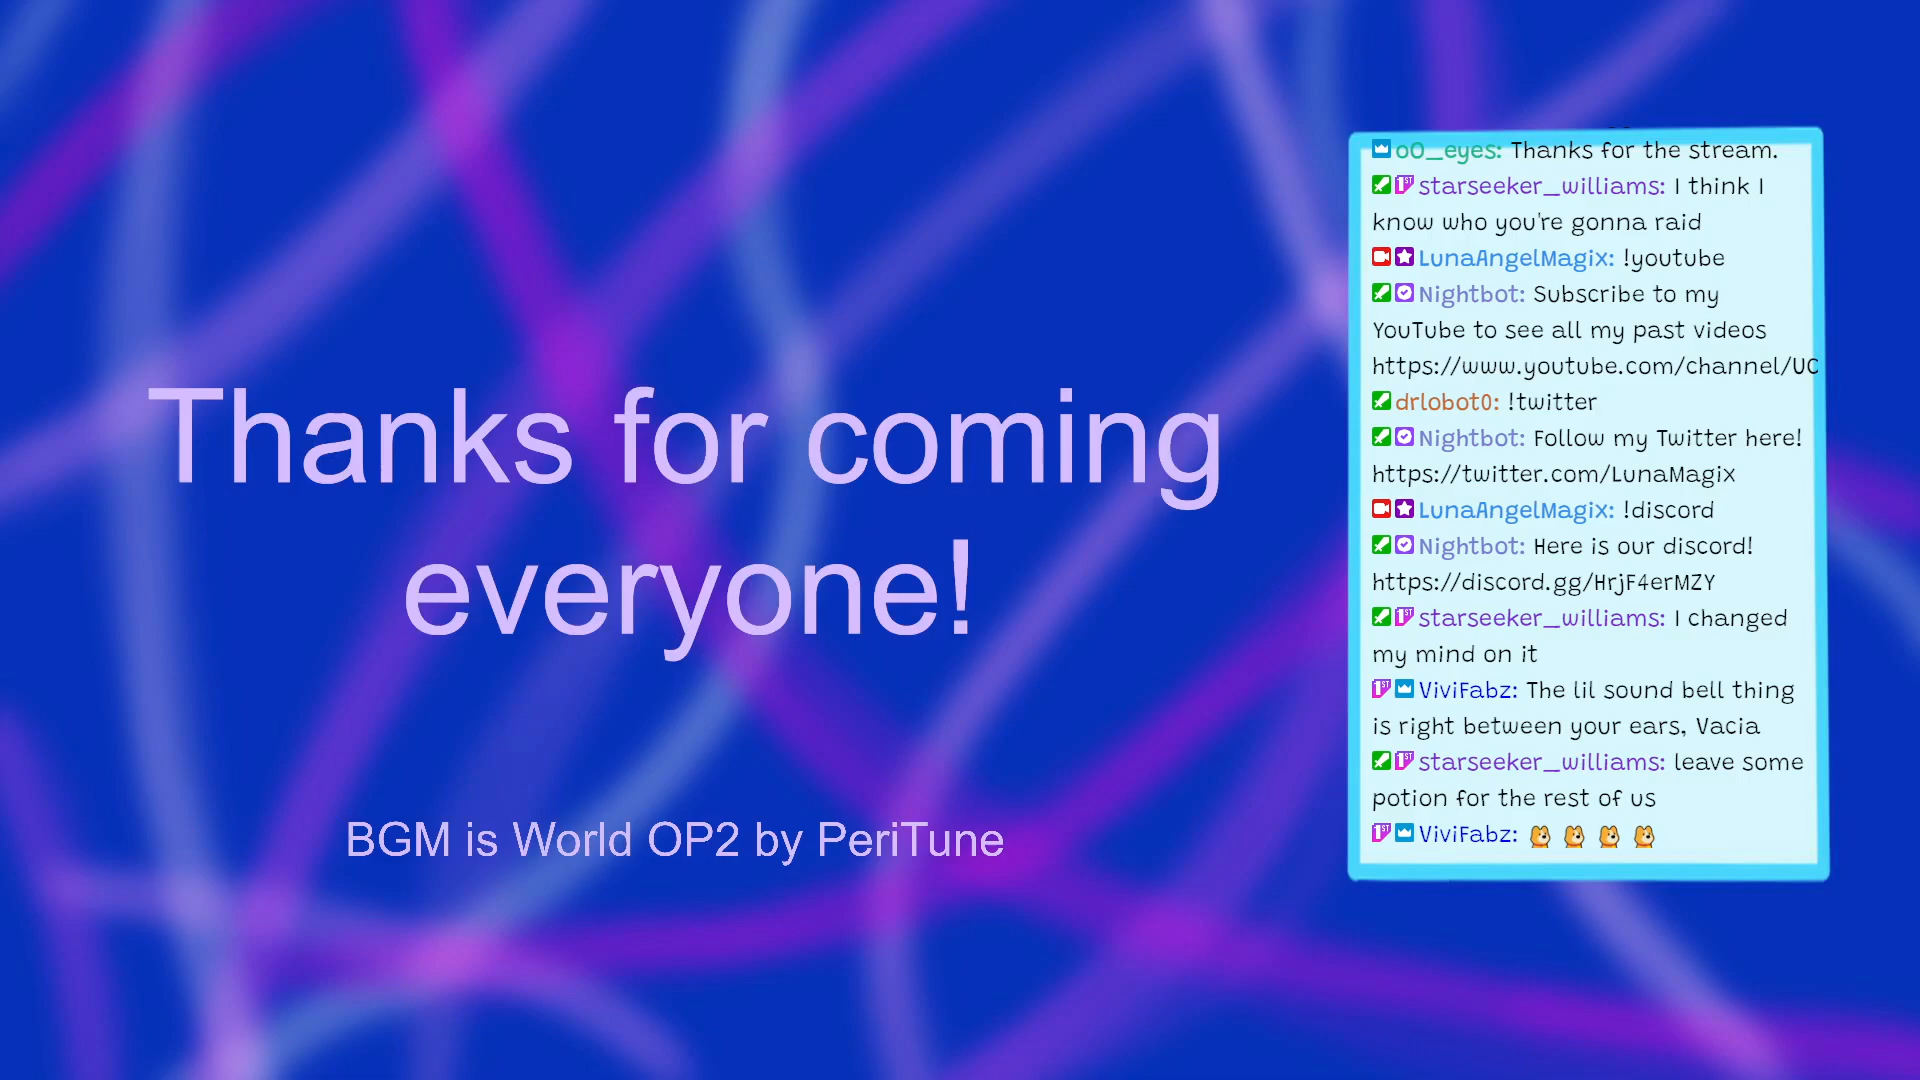 Thanks for coming
everyone!
BGM is World OP2 by PeriTune
oO_eyes: Thanks for the stream.
starseeker_williams: I think I
know who you're gonna raid
LunaAngelMagix: !youtube
Nightbot: Subscribe to my
YouTube to see all my past videos
https://www.youtube.com/channel/UC
drlobot0: !twitter
Nightbot: Follow my Twitter here!
https://twitter.com/LunaMagix
LunaAngelMagix: !discord
Nightbot: Here is our discord!
https://discord.gg/HrjF4erMZY
starseeker_williams: I changed
my mind on it
ViviFabz: The lil sound bell thing
is right between your ears, Vacia
starseeker_williams: leave some
potion for the rest of us
ViviFabz: